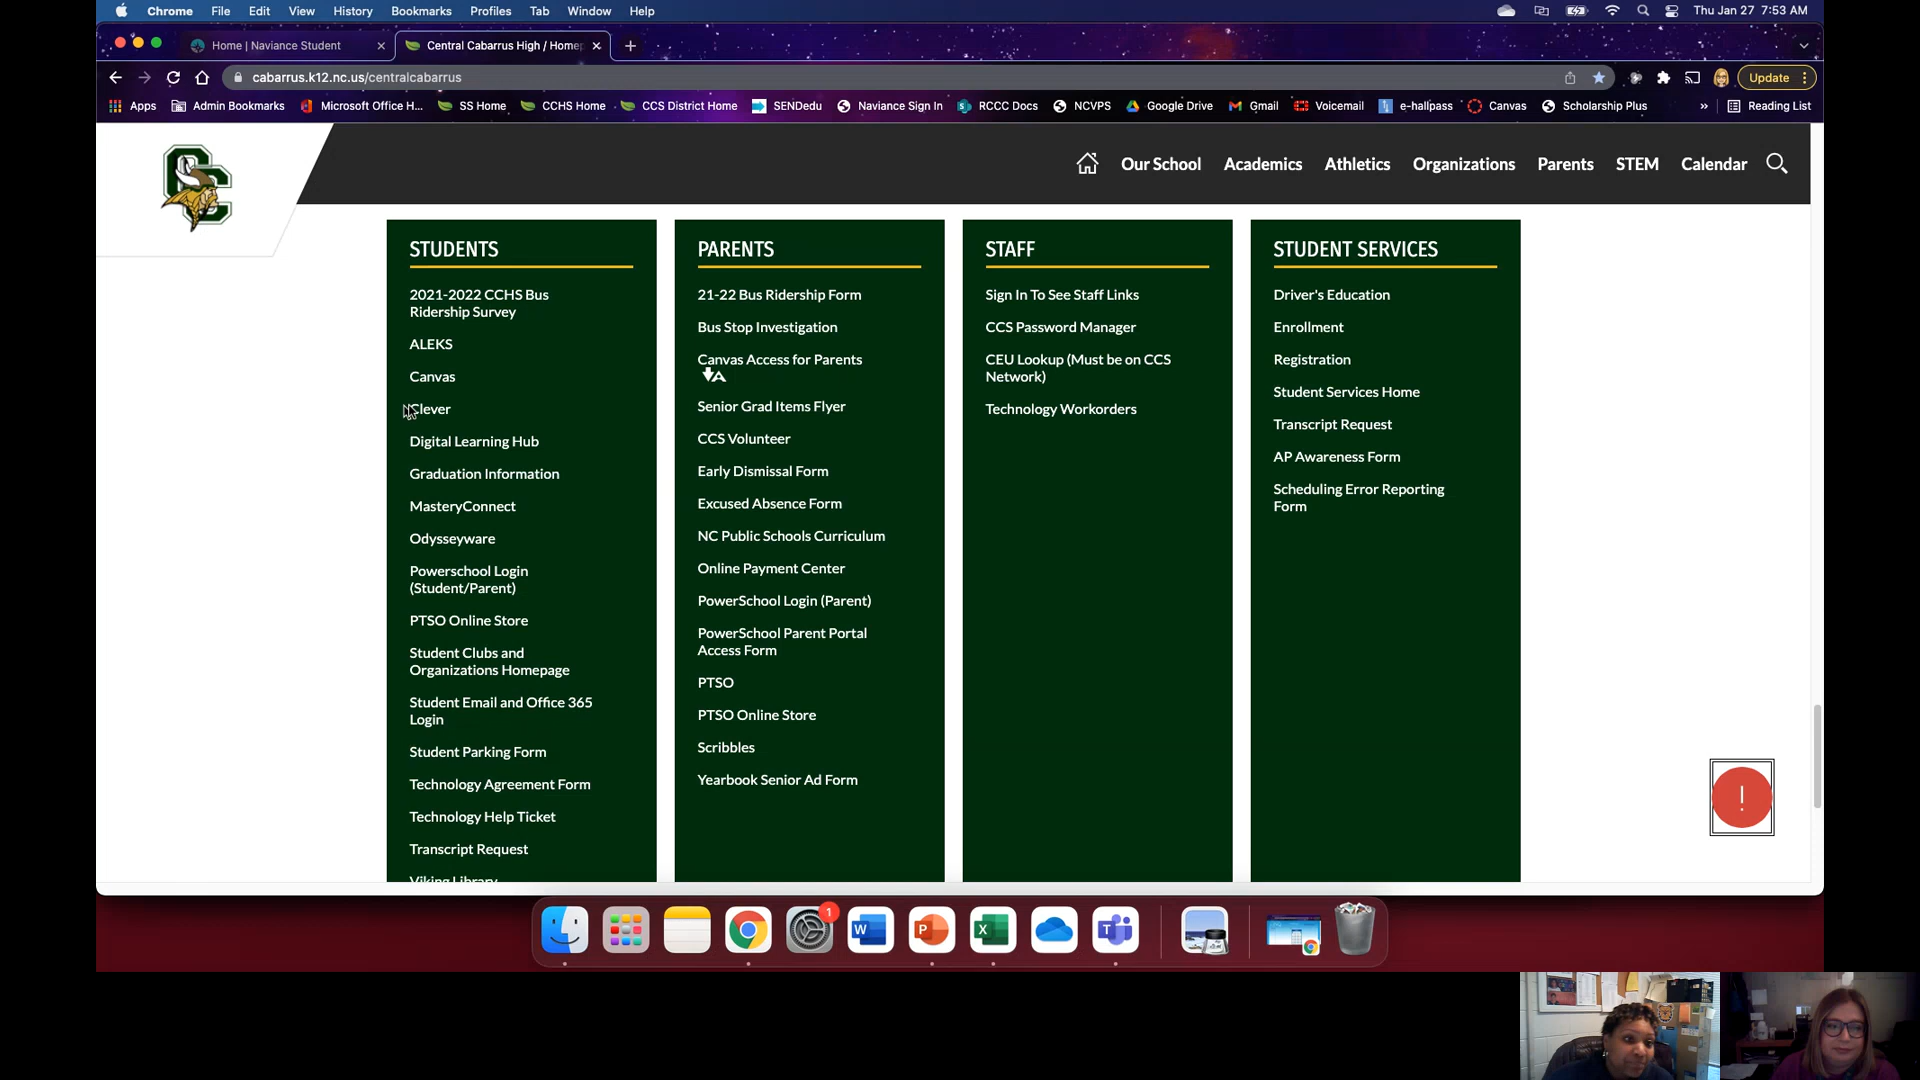 Chrome File Edit View History Bookmarks Profiles Tab Window Help Thu Jan 27 7:53 AM
Home | Naviance Student Central Cabarrus High / Home
cabarrus.k12.nc.us/centralcabarrus Update
Apps Admin Bookmarks Microsoft Office H... SS Home CCHS Home CCS District Home SENDedu Naviance Sign In RCCC Docs NCVPS Google Drive Gmail Voicemail e-hallpass Canvas Scholarship Plus » Reading List
Our School Academics Athletics Organizations Parents STEM Calendar
STUDENTS
2021-2022 CCHS Bus
Ridership Survey
ALEKS
Canvas
Clever
Digital Learning Hub
Graduation Information
MasteryConnect
Odysseyware
Powerschool Login
(Student/Parent)
PTSO Online Store
Student Clubs and
Organizations Homepage
Student Email and Office 365
Login
Student Parking Form
Technology Agreement Form
Technology Help Ticket
Transcript Request
Viking Library
PARENTS
21-22 Bus Ridership Form
Bus Stop Investigation
Canvas Access for Parents
Senior Grad Items Flyer
CCS Volunteer
Early Dismissal Form
Excused Absence Form
NC Public Schools Curriculum
Online Payment Center
PowerSchool Login (Parent)
PowerSchool Parent Portal
Access Form
PTSO
PTSO Online Store
Scribbles
Yearbook Senior Ad Form
STAFF
Sign In To See Staff Links
CCS Password Manager
CEU Lookup (Must be on CCS
Network)
Technology Workorders
STUDENT SERVICES
Driver's Education
Enrollment
Registration
Student Services Home
Transcript Request
AP Awareness Form
Scheduling Error Reporting
Form
!
1
W P X T